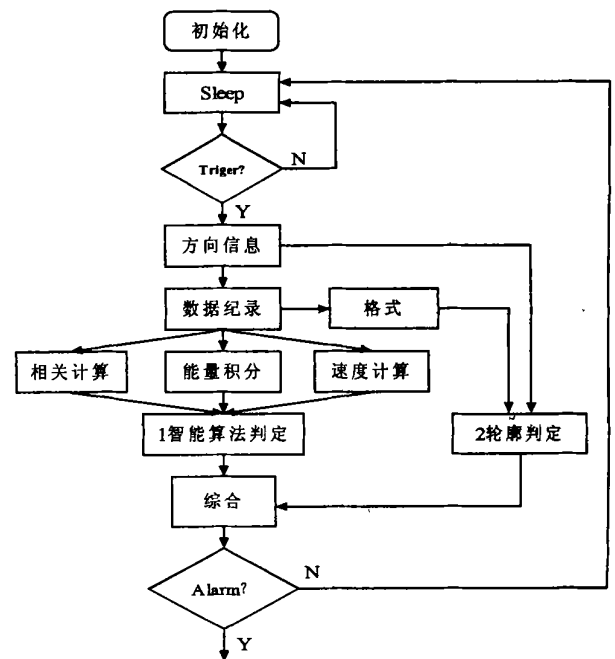 初始化
Sleep
Triger?
N
Y
方向信息
数据纪录
格式
相关计算
能量积分
速度计算
1智能算法判定
2轮廓判定
综合
Alarm?
N
Y